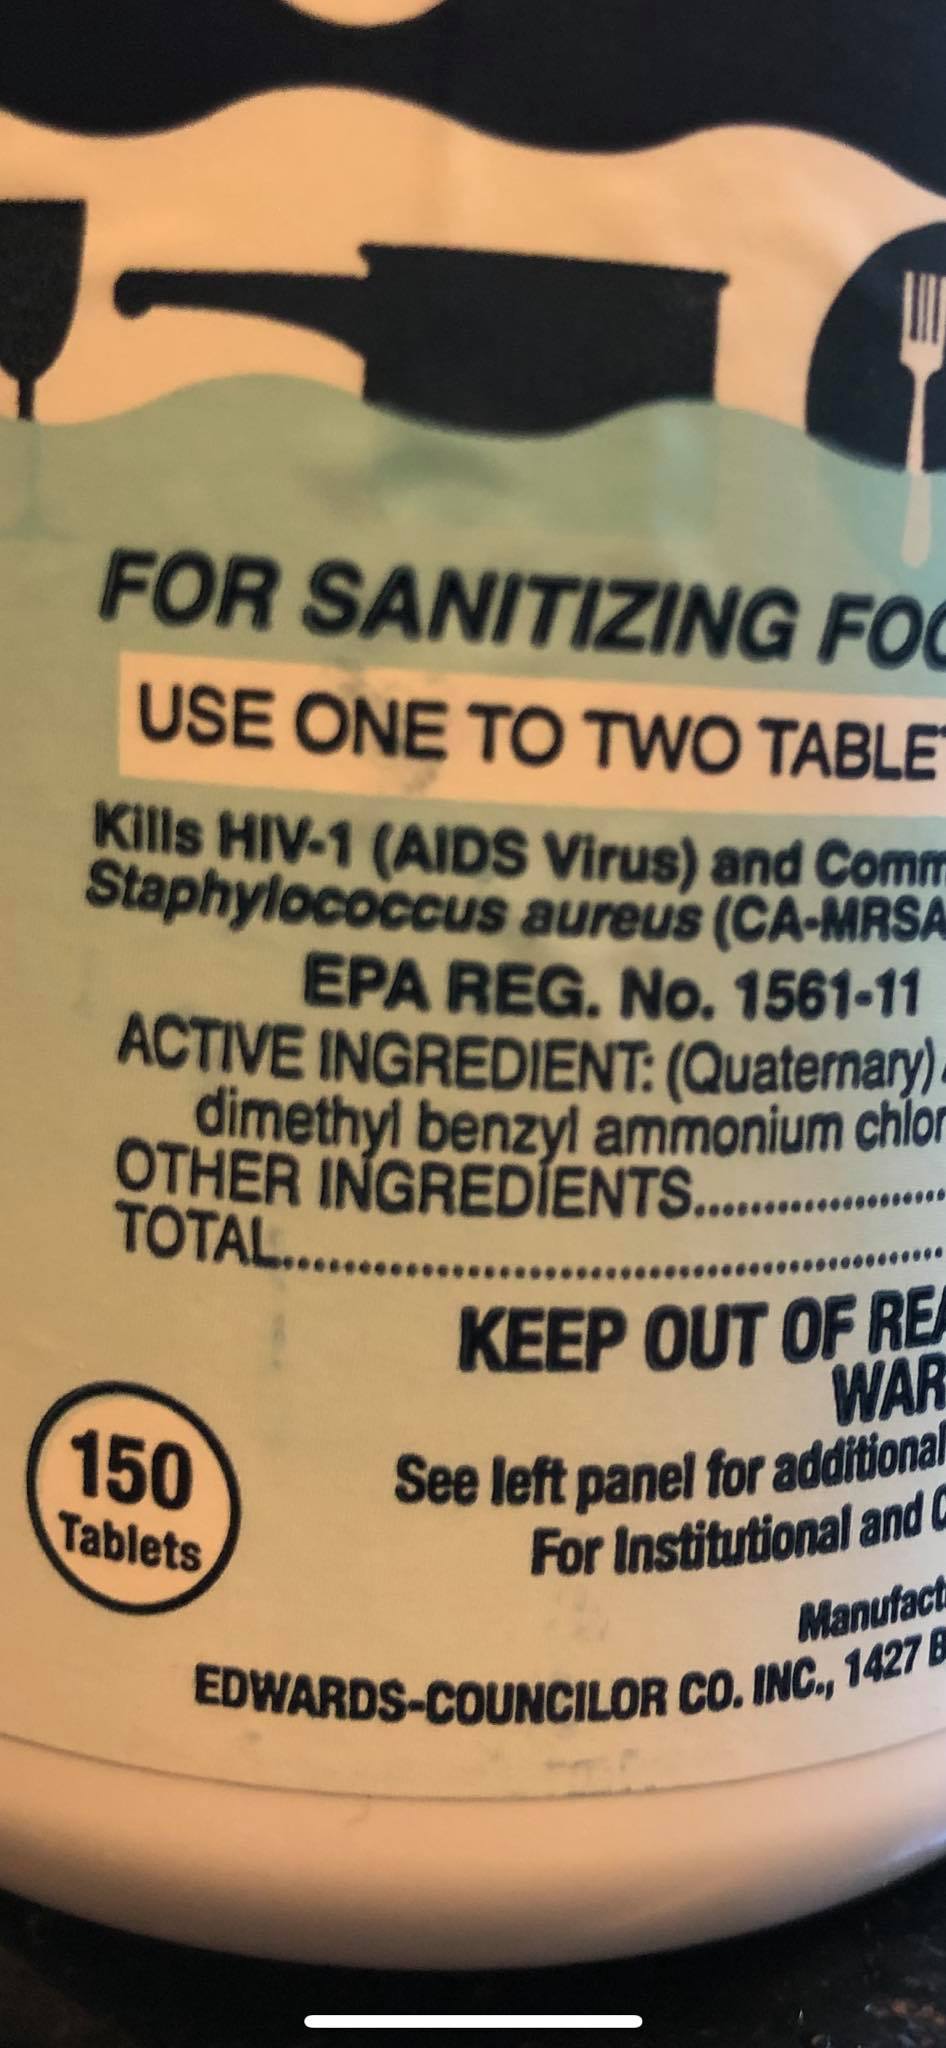 FOR SANITIZING FOO
USE ONE TO TWO TABLET
Kills HIV-1 (AIDS Virus) and Comm
Staphylococcus aureus (CA-MRSA
EPA REG. No. 1561-11
ACTIVE INGREDIENT: (Quaternary)
dimethyl benzyl ammonium chlor
OTHER INGREDIENTS....................
TOTAL..................................................
KEEP OUT OF REA
WAR
See left panel for additional
For Institutional and C
150
Tablets
Manufact
EDWARDS-COUNCILOR CO. INC., 1427 B